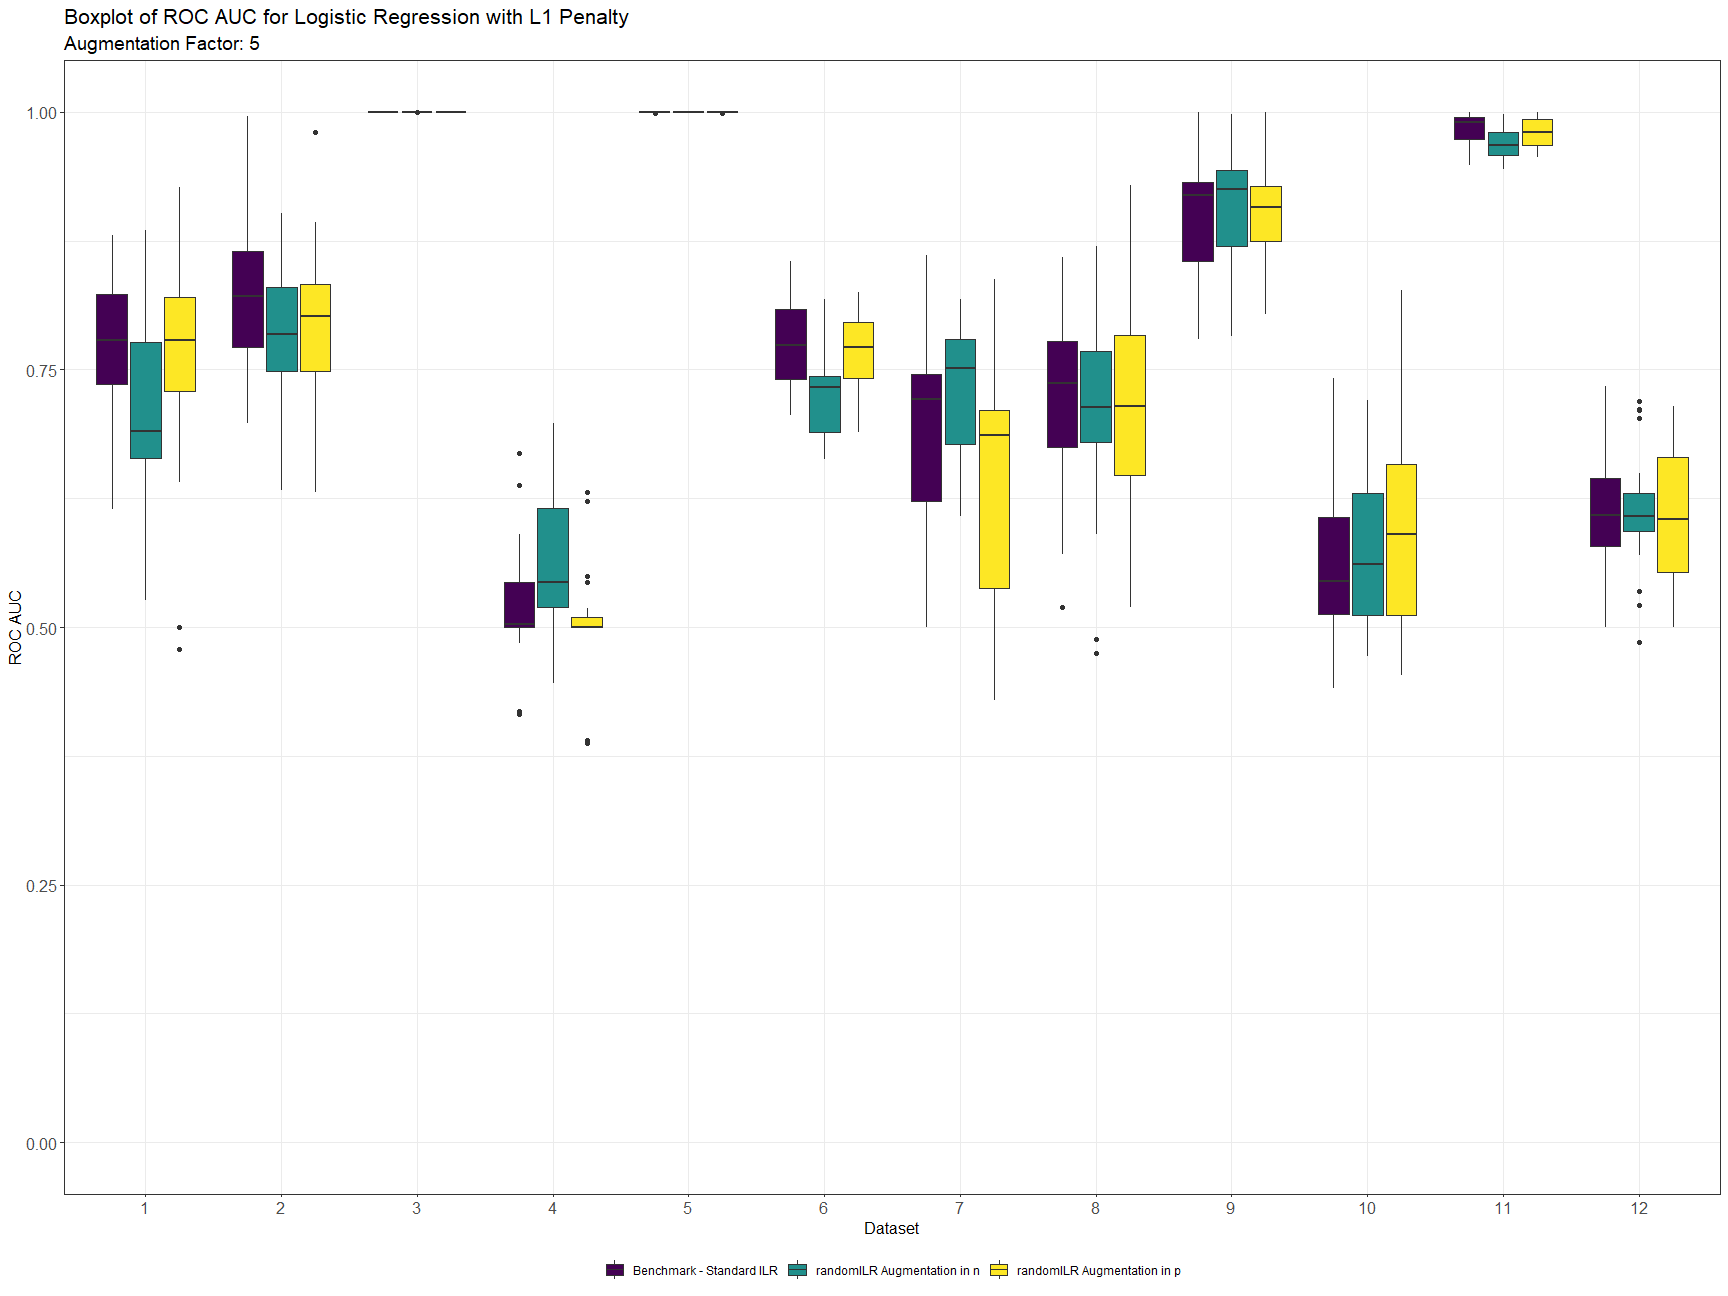 Boxplot of ROC AUC for Logistic Regression with L1 Penalty
Augmentation Factor: 5
ROC AUC
1.00
0.75
0.50
0.25
0.00
1 2 3 4 5 6 7 8 9 10 11 12
Dataset
Benchmark - Standard ILR randomILR Augmentation in n randomILR Augmentation in p